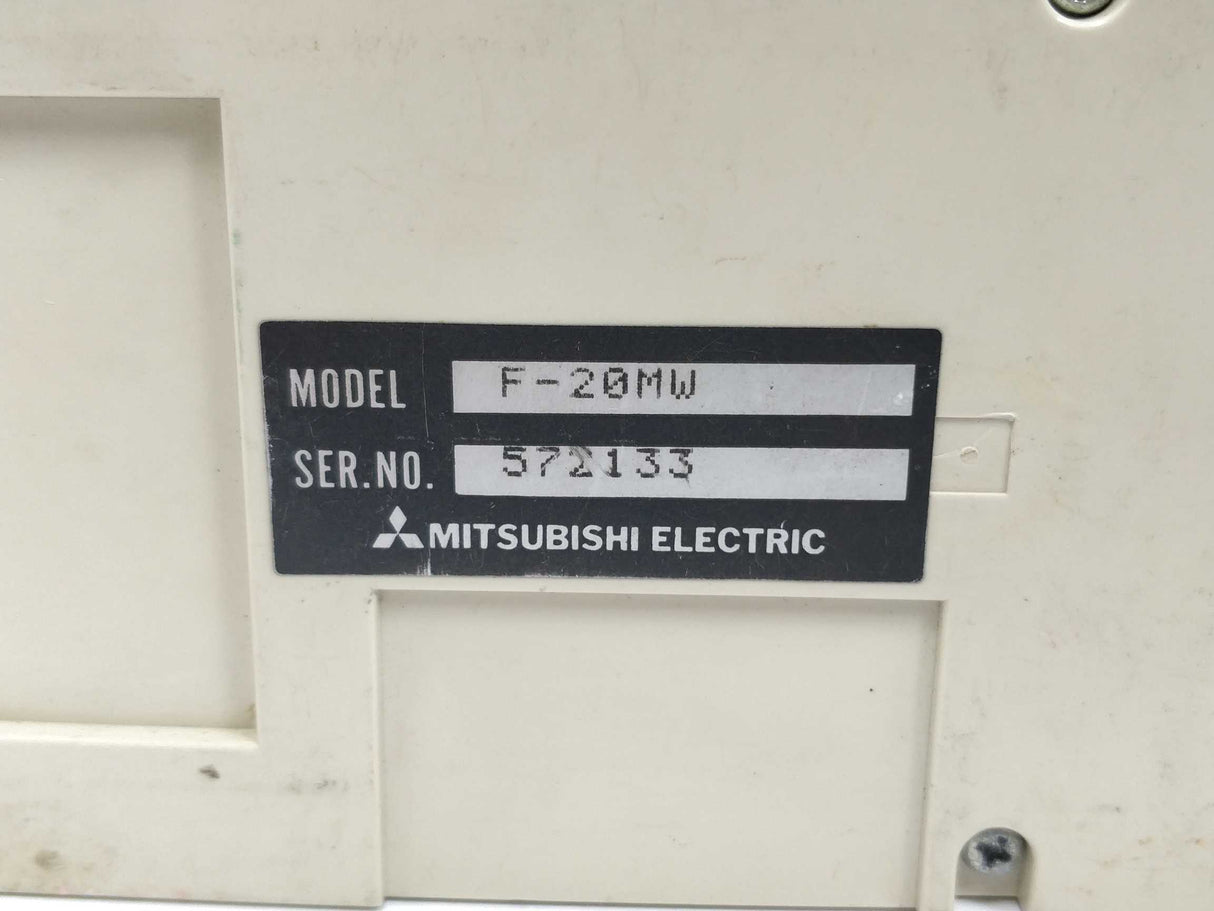 MODEL F-20MW
SER.NO. 572133
MITSUBISHI ELECTRIC